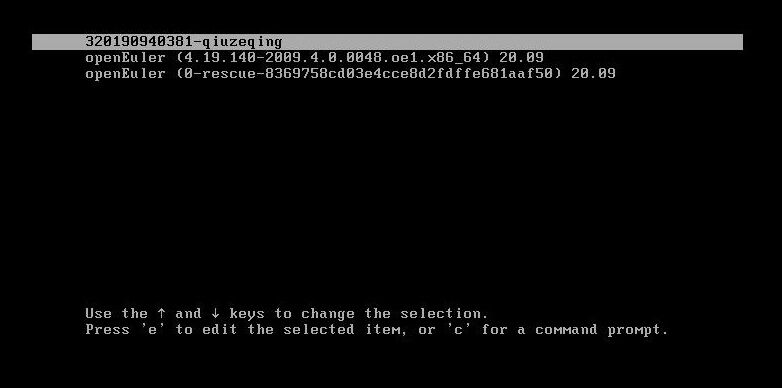 320190940381-qiuzeqing
openEuler (4.19.140-2009.4.0.0048.oe1.x86_64) 20.09
openEuler (0-rescue-8369758cd03e4cce8d2fdffe681aaf50) 20.09
Use the ↑ and ↓ keys to change the selection.
Press 'e' to edit the selected item, or 'c' for a command prompt.